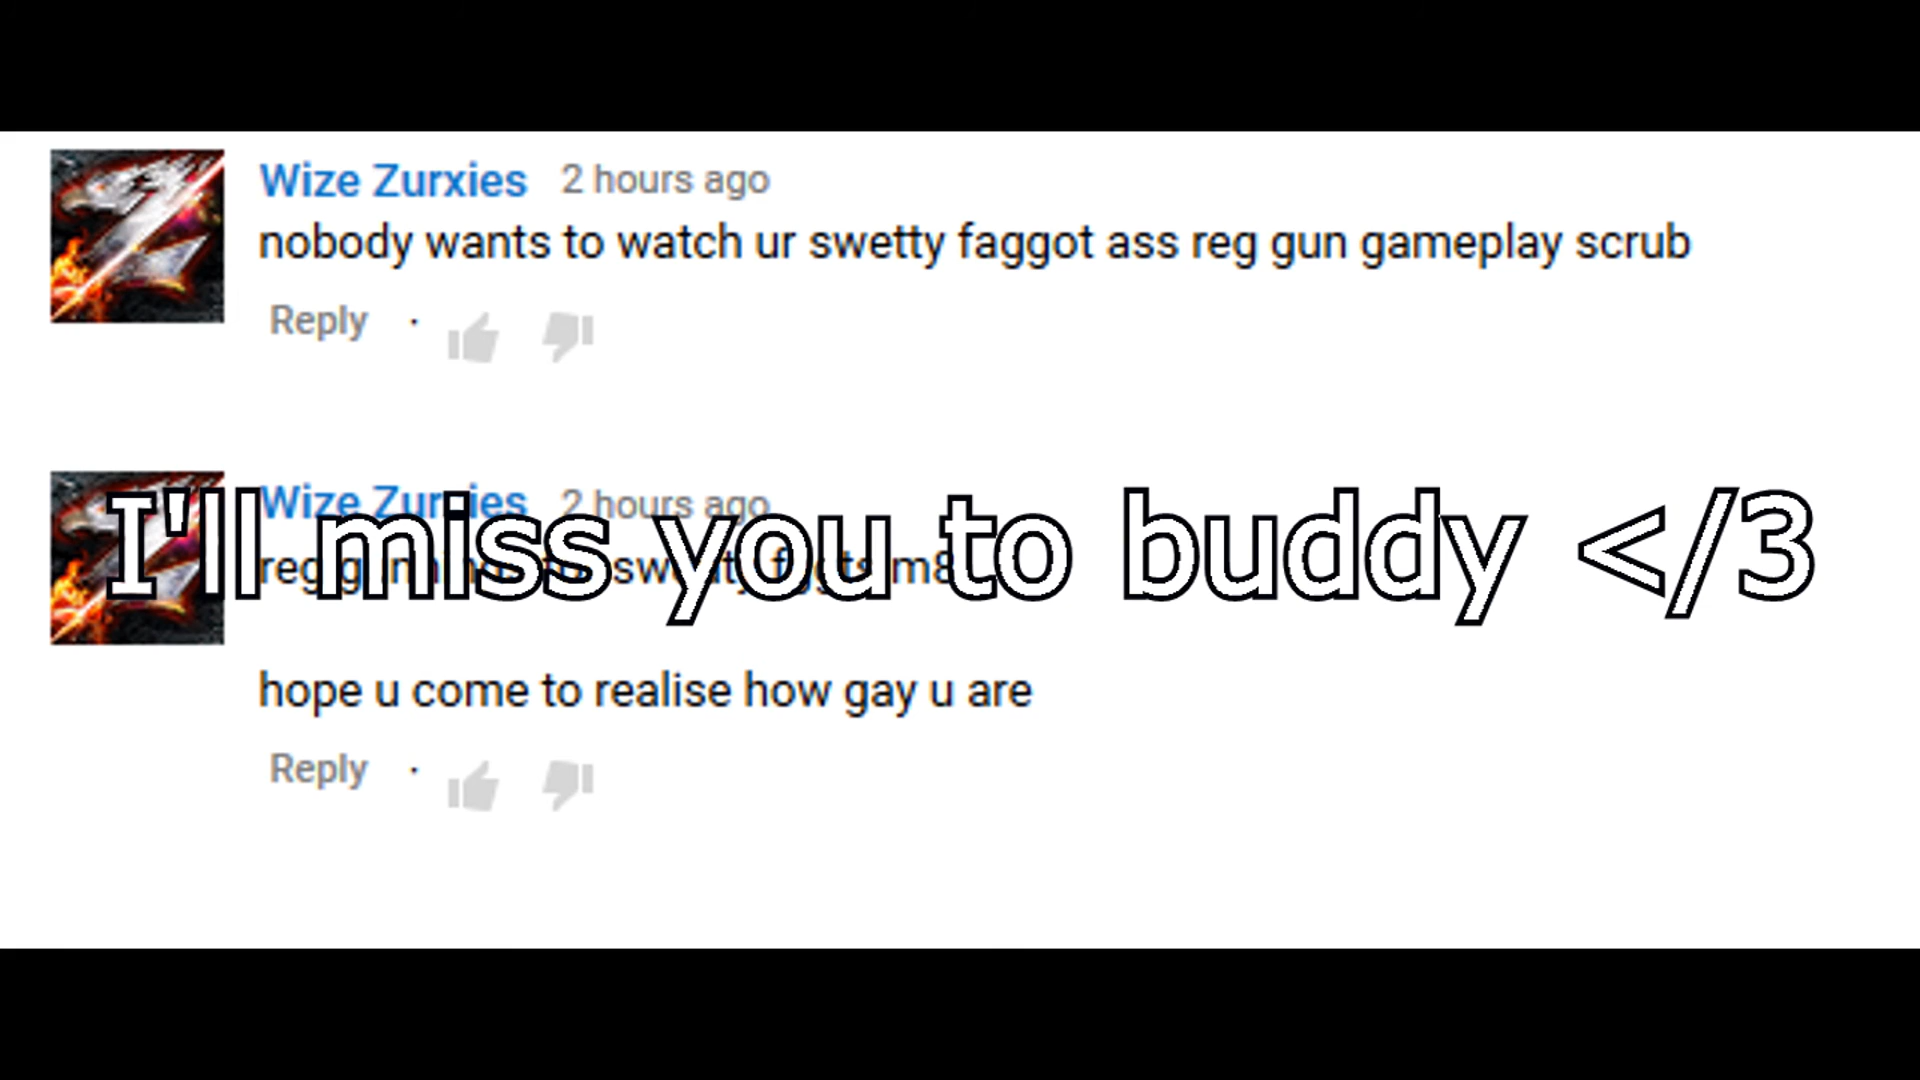 Wize Zurxies 2 hours ago
nobody wants to watch ur swetty faggot ass reg gun gameplay scrub
Reply ·
Wize Zurxies 2 hours ago
I'll miss you to buddy </3
hope u come to realise how gay u are
Reply ·